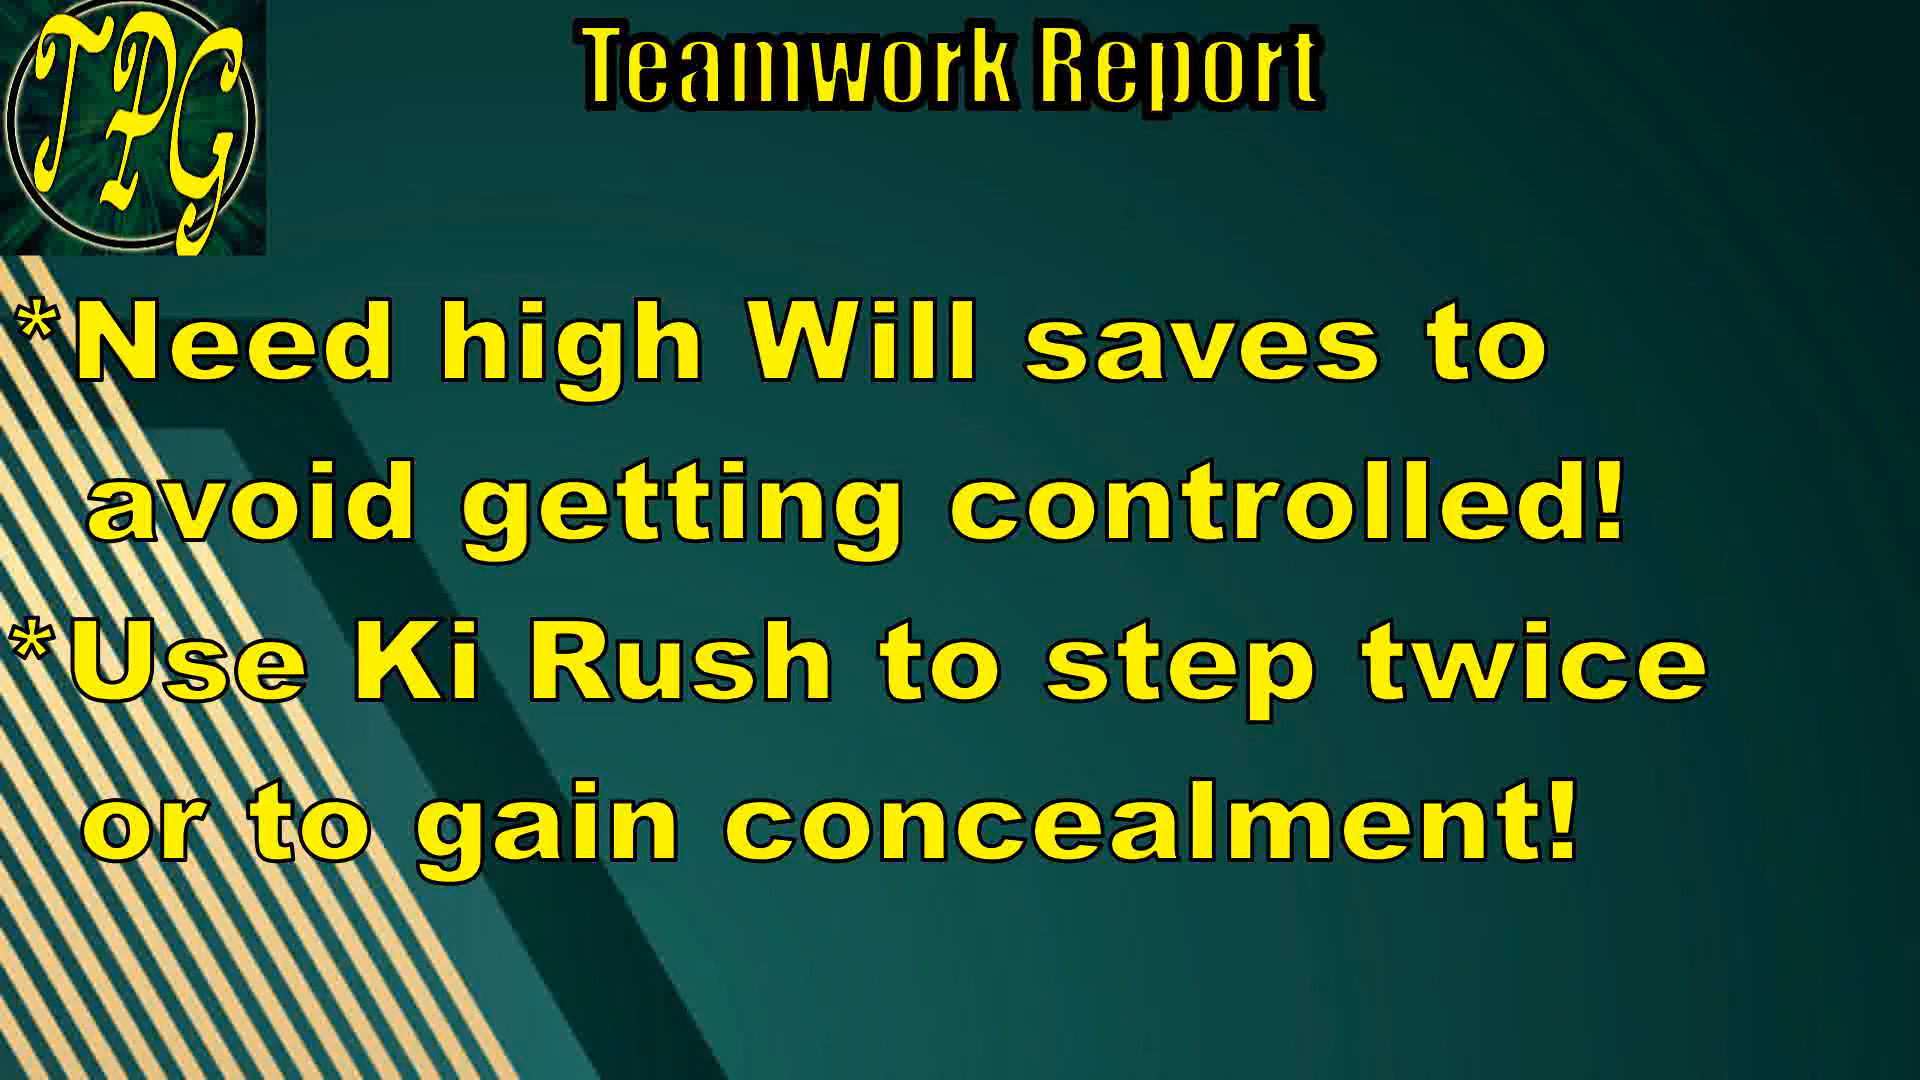 TPG
Teamwork Report
*Need high Will saves to
avoid getting controlled!
*Use Ki Rush to step twice
or to gain concealment!